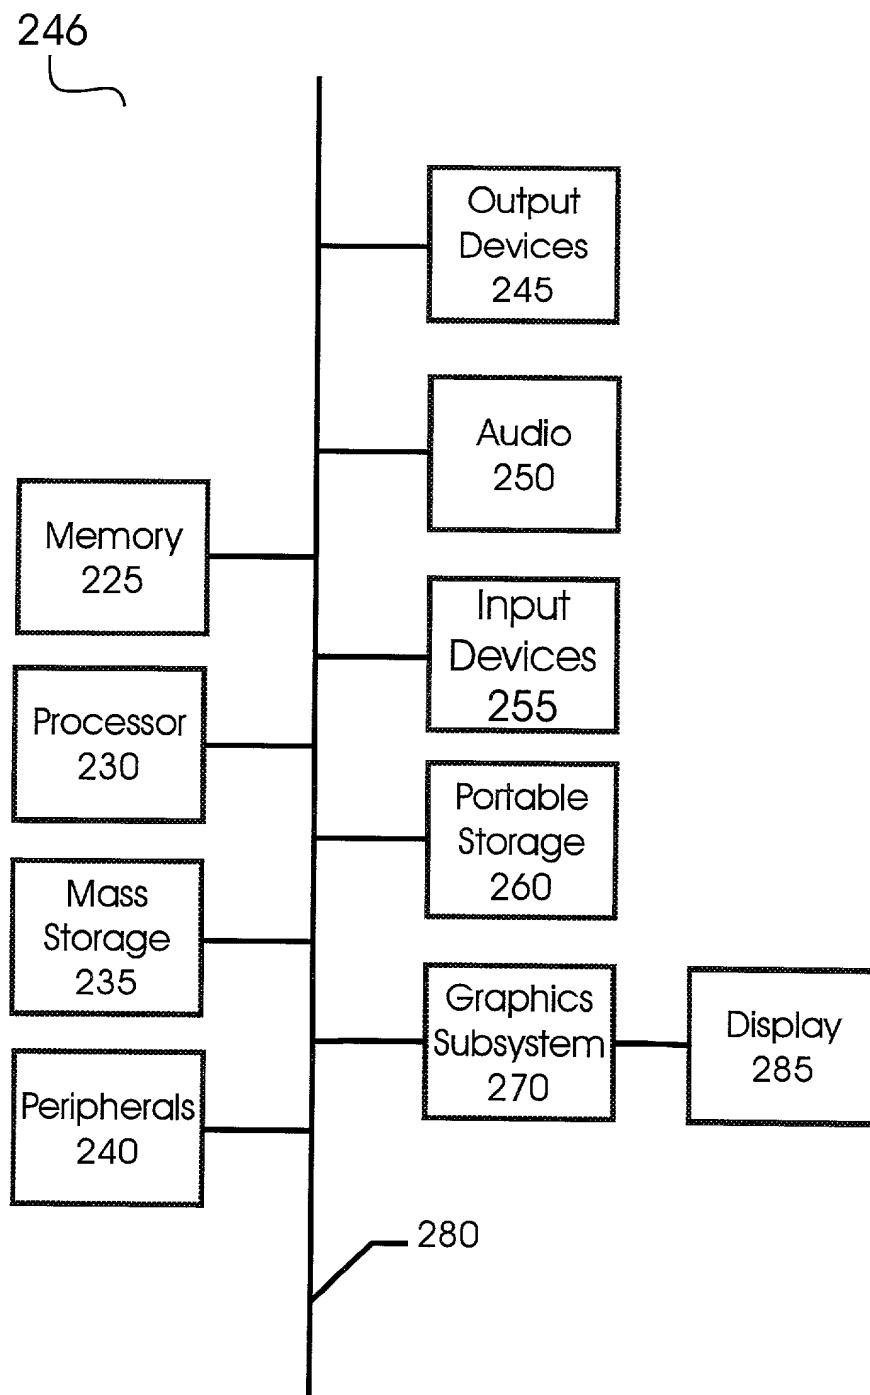 246
Output
Devices
245
Audio
250
Memory
225
Input
Devices
255
Processor
230
Portable
Storage
260
Mass
Storage
235
Graphics
Subsystem
270
Display
285
Peripherals
240
280